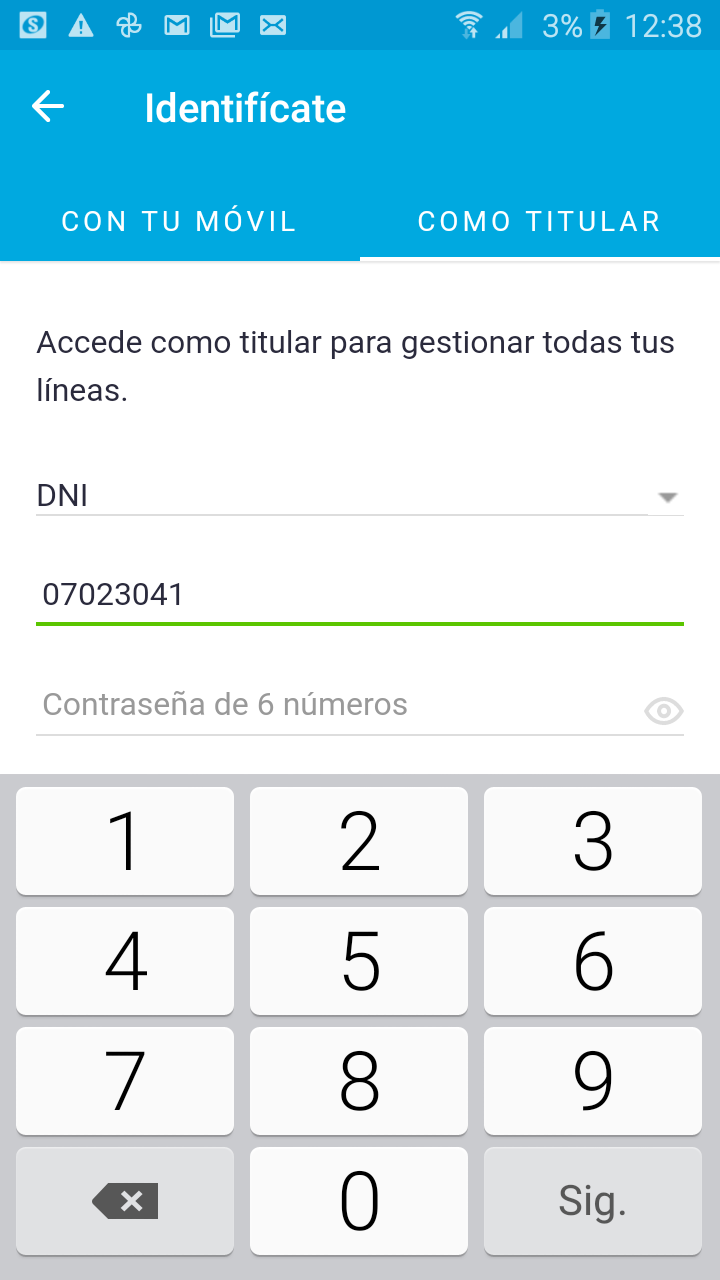 3% 12:38
Identifícate
CON TU MÓVIL COMO TITULAR
Accede como titular para gestionar todas tus
líneas.
DNI
07023041
Contraseña de 6 números
1 2 3
4 5 6
7 8 9
0 Sig.